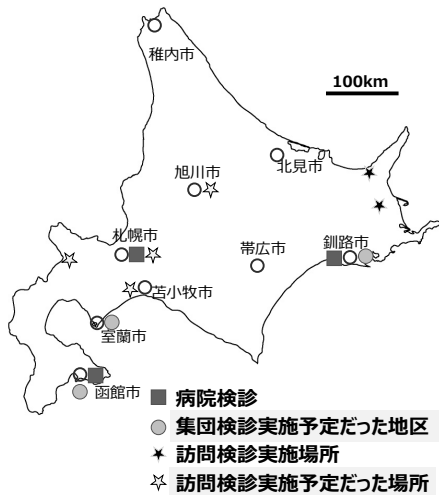 稚内市
100km
北見市
旭川市
札幌市
帯広市
釧路市
苫小牧市
室蘭市
函館市
病院検診
集団検診実施予定だった地区
訪問検診実施場所
訪問検診実施予定だった場所